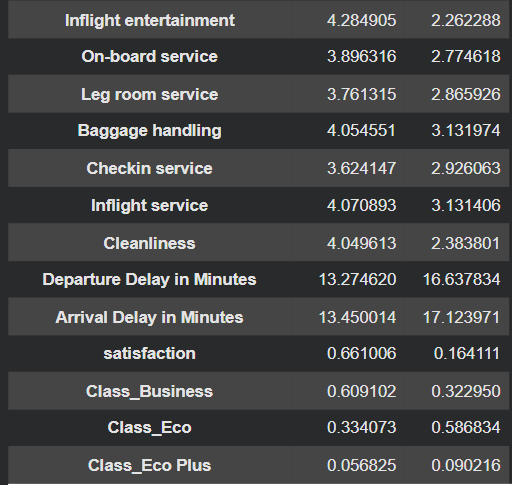 Inflight entertainment 4.284905 2.262288
On-board service 3.896316 2.774618
Leg room service 3.761315 2.865926
Baggage handling 4.054551 3.131974
Checkin service 3.624147 2.926063
Inflight service 4.070893 3.131406
Cleanliness 4.049613 2.383801
Departure Delay in Minutes 13.274620 16.637834
Arrival Delay in Minutes 13.450014 17.123971
satisfaction 0.661006 0.164111
Class_Business 0.609102 0.322950
Class_Eco 0.334073 0.586834
Class_Eco Plus 0.056825 0.090216